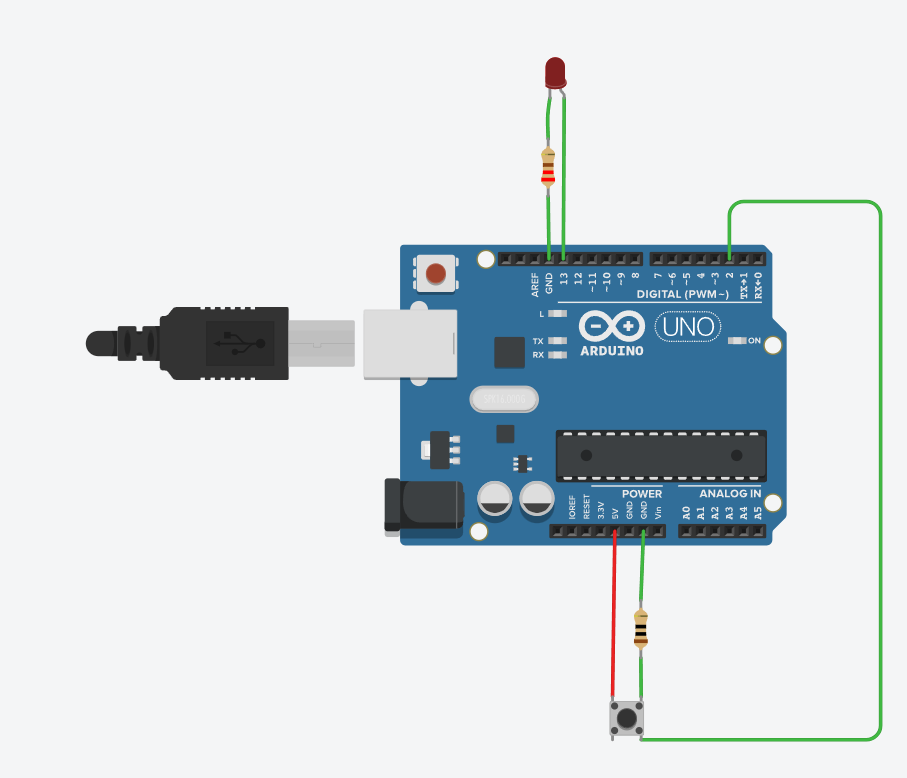 AREF
GND
13
12
~11
~10
~9
8
7
~6
~5
4
~3
2
TX→1
RX←0
DIGITAL (PWM~)
L
TX
RX
ARDUINO
UNO
ON
POWER
ANALOG IN
IOREF
RESET
3.3V
5V
GND
GND
Vin
A0
A1
A2
A3
A4
A5